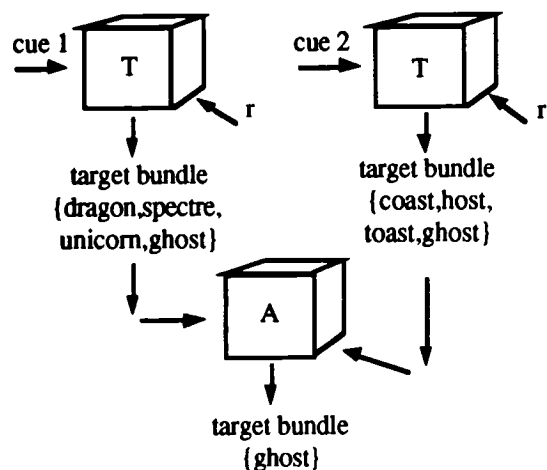 cue 1
T
r
target bundle
{dragon,spectre,
unicorn,ghost}
cue 2
T
r
target bundle
{coast,host,
toast,ghost}
A
target bundle
{ghost}